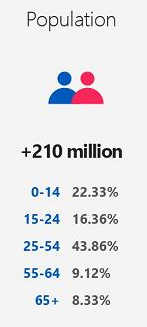 Population
+210 million
0-14 22.33%
15-24 16.36%
25-54 43.86%
55-64 9.12%
65+ 8.33%